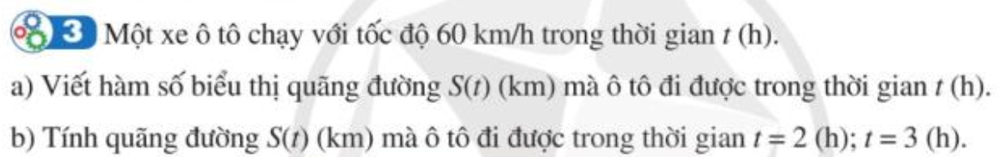 3 Một xe ô tô chạy với tốc độ 60 km/h trong thời gian t (h).
a) Viết hàm số biểu thị quãng đường S(t) (km) mà ô tô đi được trong thời gian t (h).
b) Tính quãng đường S(t) (km) mà ô tô đi được trong thời gian t = 2 (h); t = 3 (h).